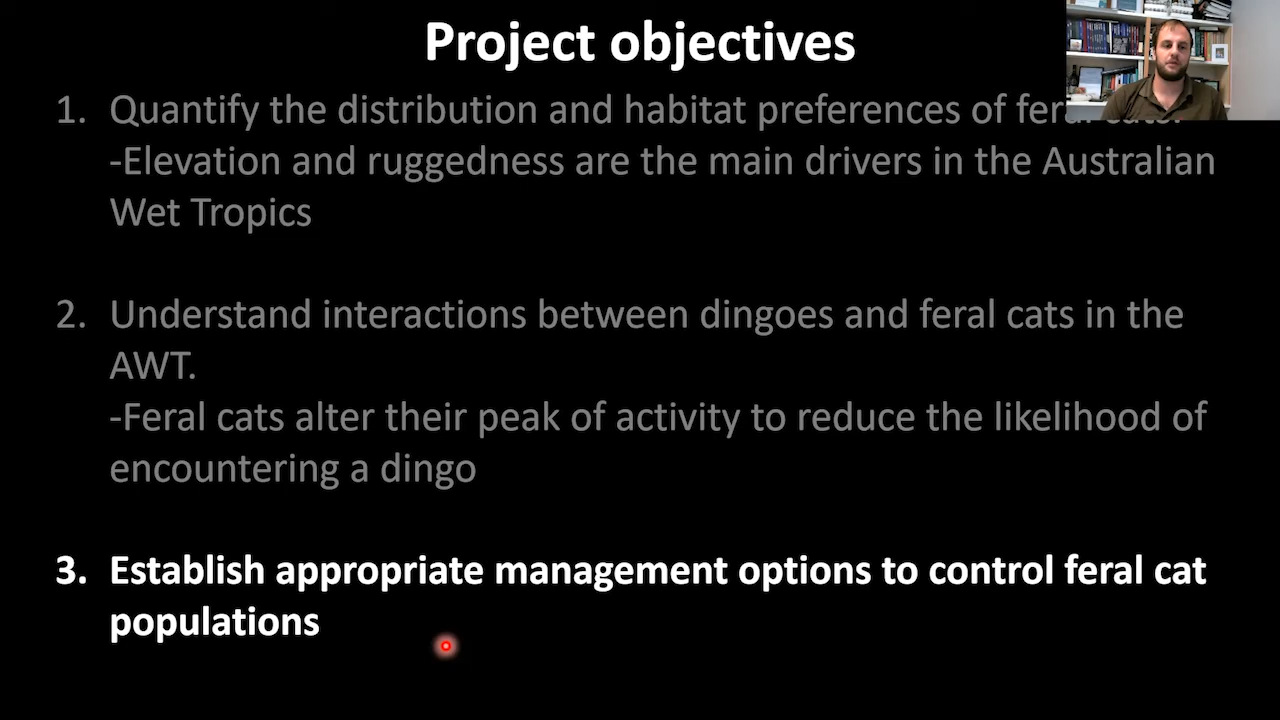 Project objectives
1. Quantify the distribution and habitat preferences of feral cats.
-Elevation and ruggedness are the main drivers in the Australian
Wet Tropics
2. Understand interactions between dingoes and feral cats in the
AWT.
-Feral cats alter their peak of activity to reduce the likelihood of
encountering a dingo
3. Establish appropriate management options to control feral cat
populations